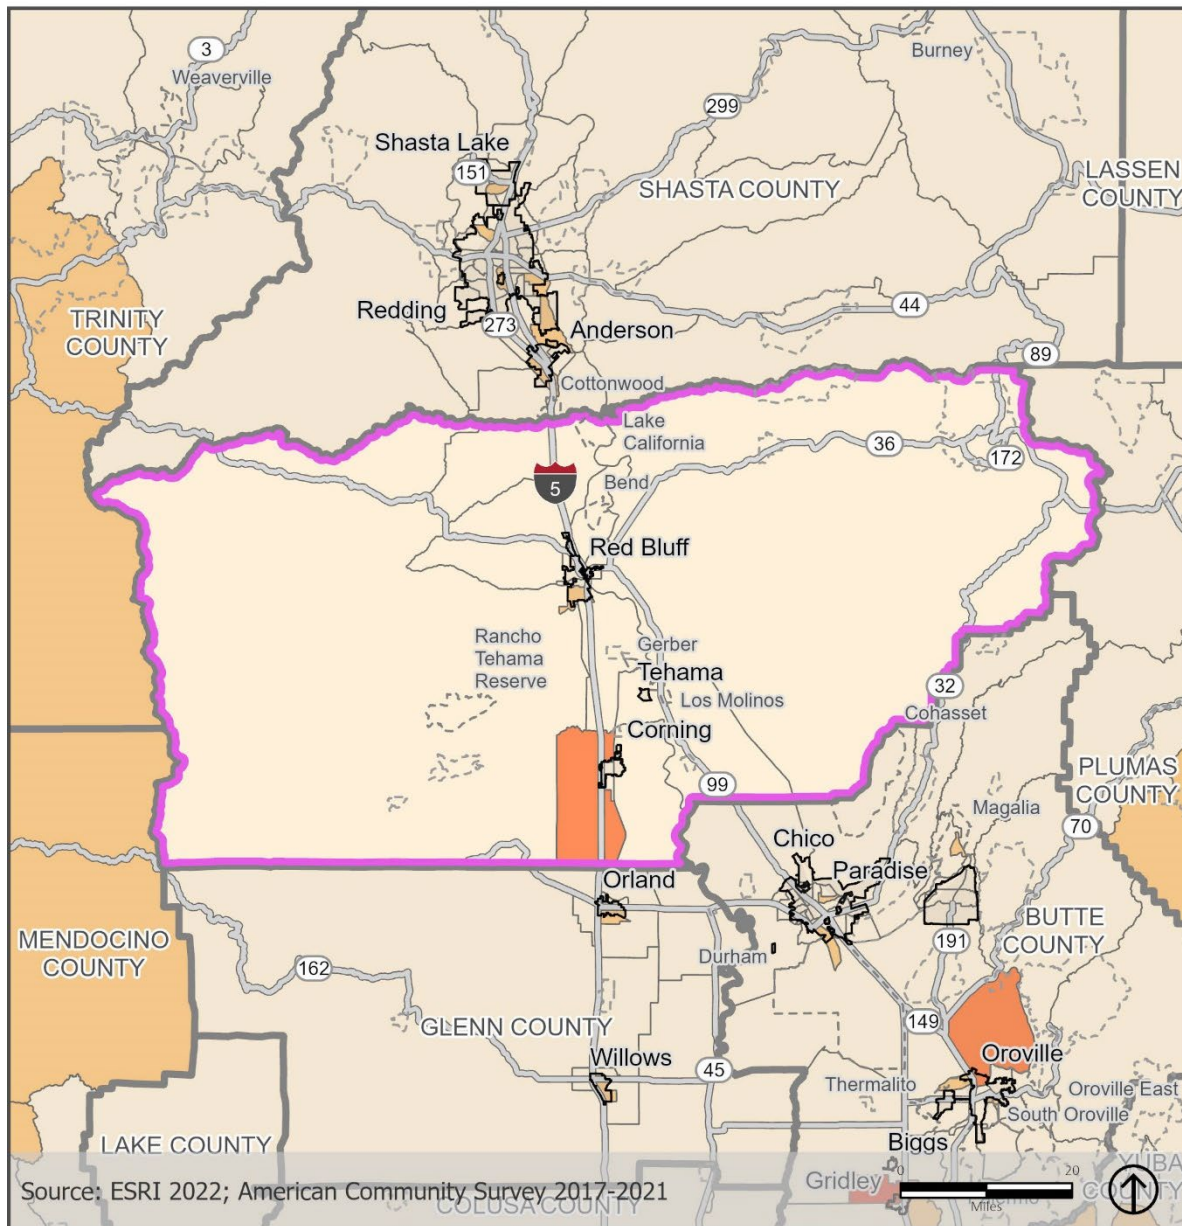 3
Weaverville
Burney
299
Shasta Lake
151
SHASTA COUNTY
LASSEN
COUNTY
44
Redding
273
Anderson
TRINITY
COUNTY
89
Cottonwood
Lake
California
36
172
5
Bend
Red Bluff
Rancho
Tehama
Reserve
Gerber
Tehama
Los Molinos
32
Cohasset
Corning
99
PLUMAS
COUNTY
Magalia
70
Chico
Paradise
Orland
MENDOCINO
COUNTY
162
Durham
191
BUTTE
COUNTY
GLENN COUNTY
149
Willows
45
Oroville
Thermalito
Oroville East
South Oroville
Biggs
LAKE COUNTY
YUBA
COUNTY
Gridley
0
20
Miles
Source: ESRI 2022; American Community Survey 2017-2021
COLUSA COUNTY